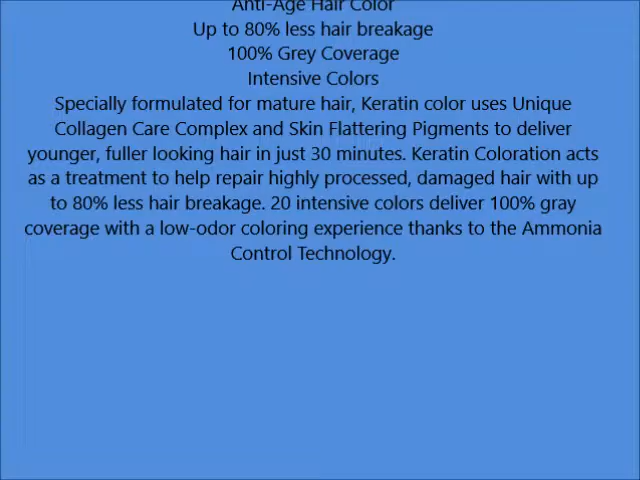 Anti-Age Hair Color
Up to 80% less hair breakage
100% Grey Coverage
Intensive Colors
Specially formulated for mature hair, Keratin color uses Unique
Collagen Care Complex and Skin Flattering Pigments to deliver
younger, fuller looking hair in just 30 minutes. Keratin Coloration acts
as a treatment to help repair highly processed, damaged hair with up
to 80% less hair breakage. 20 intensive colors deliver 100% gray
coverage with a low-odor coloring experience thanks to the Ammonia
Control Technology.